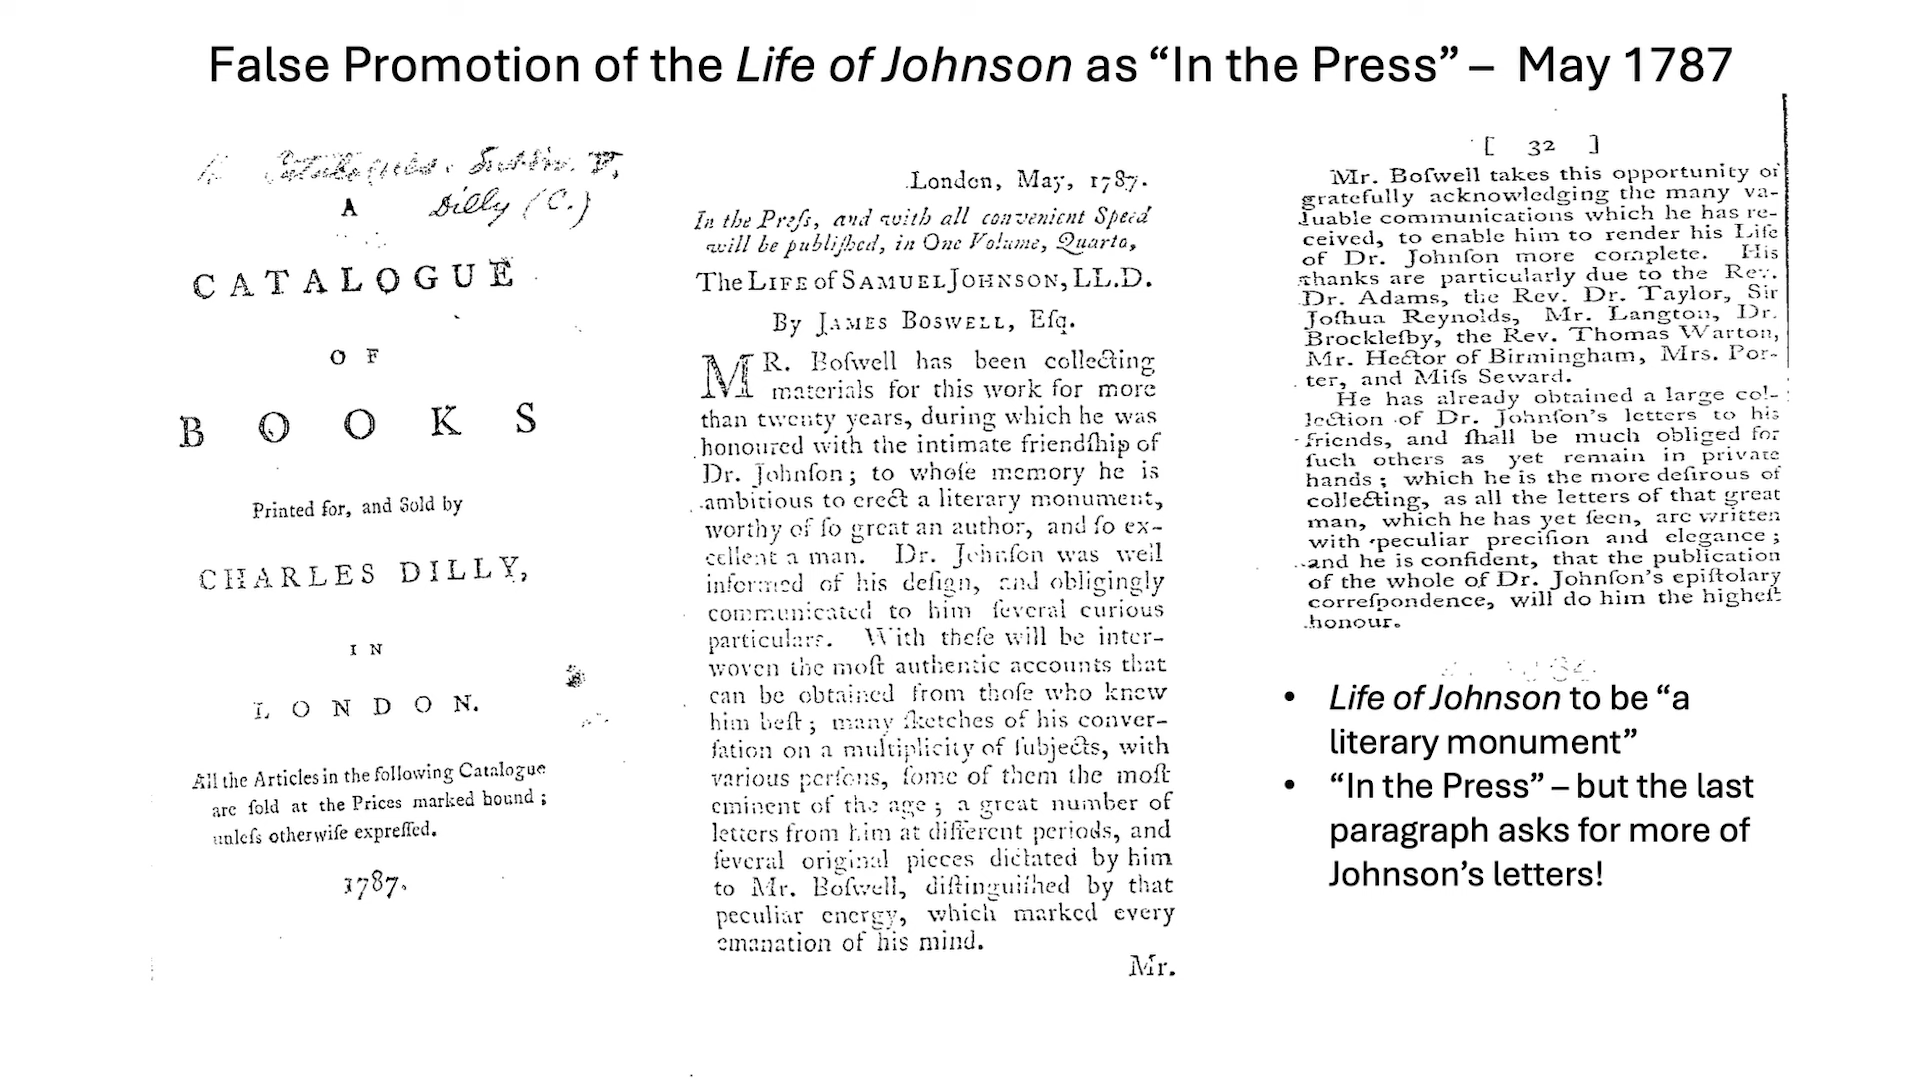 False Promotion of the Life of Johnson as “In the Press” – May 1787
Dilly (C.)
A
CATALOGUE
OF
BOOKS
Printed for, and Sold by
CHARLES DILLY,
IN
LONDON.
All the Articles in the following Catalogue
are ſold at the Prices marked bound ;
unleſs otherwiſe expreſſed.
1787.
London, May, 1787.
In the Preſs, and with all convenient Speed
will be publiſhed, in One Volume, Quarto,
The LIFE of SAMUEL JOHNSON, LL.D.
By JAMES BOSWELL, Eſq.
MR. Boſwell has been collecting
materials for this work for more
than twenty years, during which he was
honoured with the intimate friendſhip of
Dr. Johnſon ; to whoſe memory he is
ambitious to erect a literary monument,
worthy of ſo great an author, and ſo ex-
cellent a man. Dr. Johnſon was well
informed of his deſign, and obligingly
communicated to him ſeveral curious
particulars. With theſe will be inter-
woven the moſt authentic accounts that
can be obtained from thoſe who knew
him beſt ; many ſketches of his conver-
ſation on a multiplicity of ſubjects, with
various perſons, ſome of them the moſt
eminent of the age ; a great number of
letters from him at different periods, and
ſeveral original pieces dictated by him
to Mr. Boſwell, diſtinguiſhed by that
peculiar energy, which marked every
emanation of his mind.
Mr.
[ 32 ]
Mr. Boſwell takes this opportunity of
gratefully acknowledging the many va-
luable communications which he has re-
ceived, to enable him to render his Life
of Dr. Johnſon more complete. His
thanks are particularly due to the Rev.
Dr. Adams, the Rev. Dr. Taylor, Sir
Joſhua Reynolds, Mr. Langton, Dr.
Brockleſby, the Rev. Thomas Warton,
Mr. Hector of Birmingham, Mrs. Por-
ter, and Miſs Seward.
He has already obtained a large col-
lection of Dr. Johnſon's letters to his
friends, and ſhall be much obliged for
ſuch others as yet remain in private
hands ; which he is the more deſirous of
collecting, as all the letters of that great
man, which he has yet ſeen, are written
with peculiar preciſion and elegance ;
and he is confident, that the publication
of the whole of Dr. Johnſon's epiſtolary
correſpondence, will do him the higheſt
honour.
• Life of Johnson to be “a
literary monument”
• “In the Press” – but the last
paragraph asks for more of
Johnson’s letters!